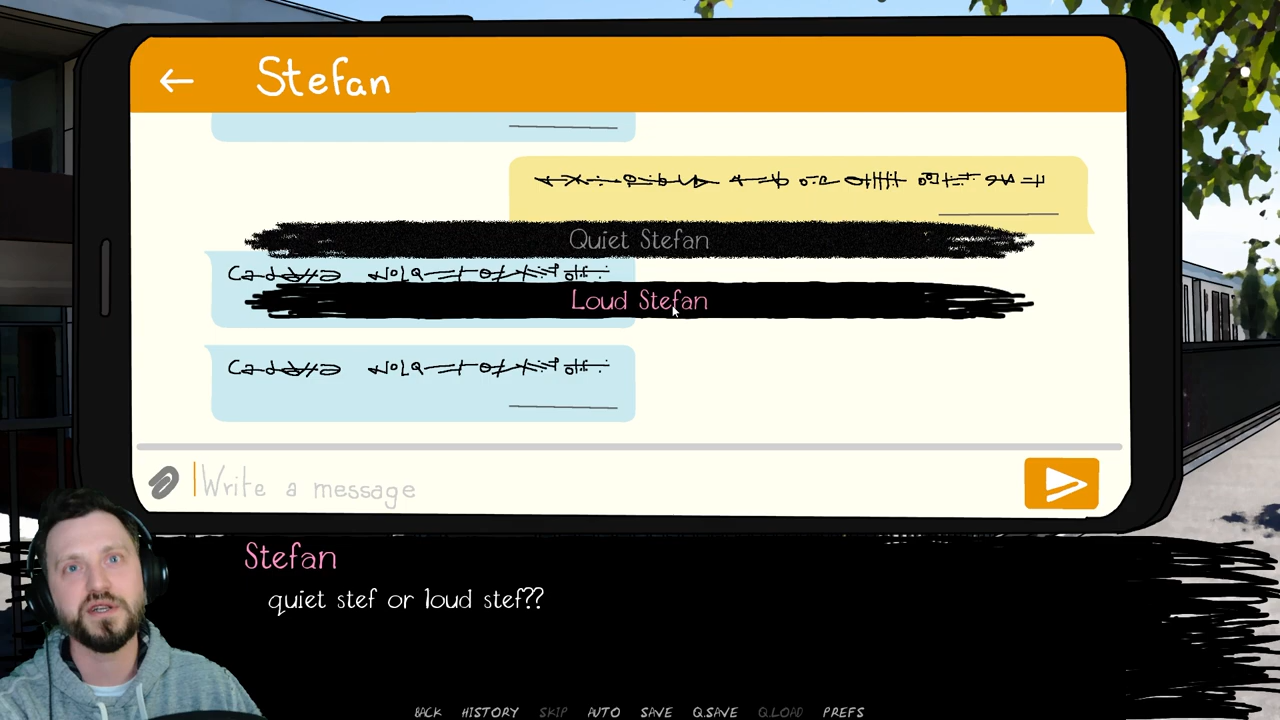 Stefan
Quiet Stefan
Loud Stefan
Write a message
Stefan
quiet stef or loud stef??
BACK HISTORY SKIP AUTO SAVE Q.SAVE Q.LOAD PREFS